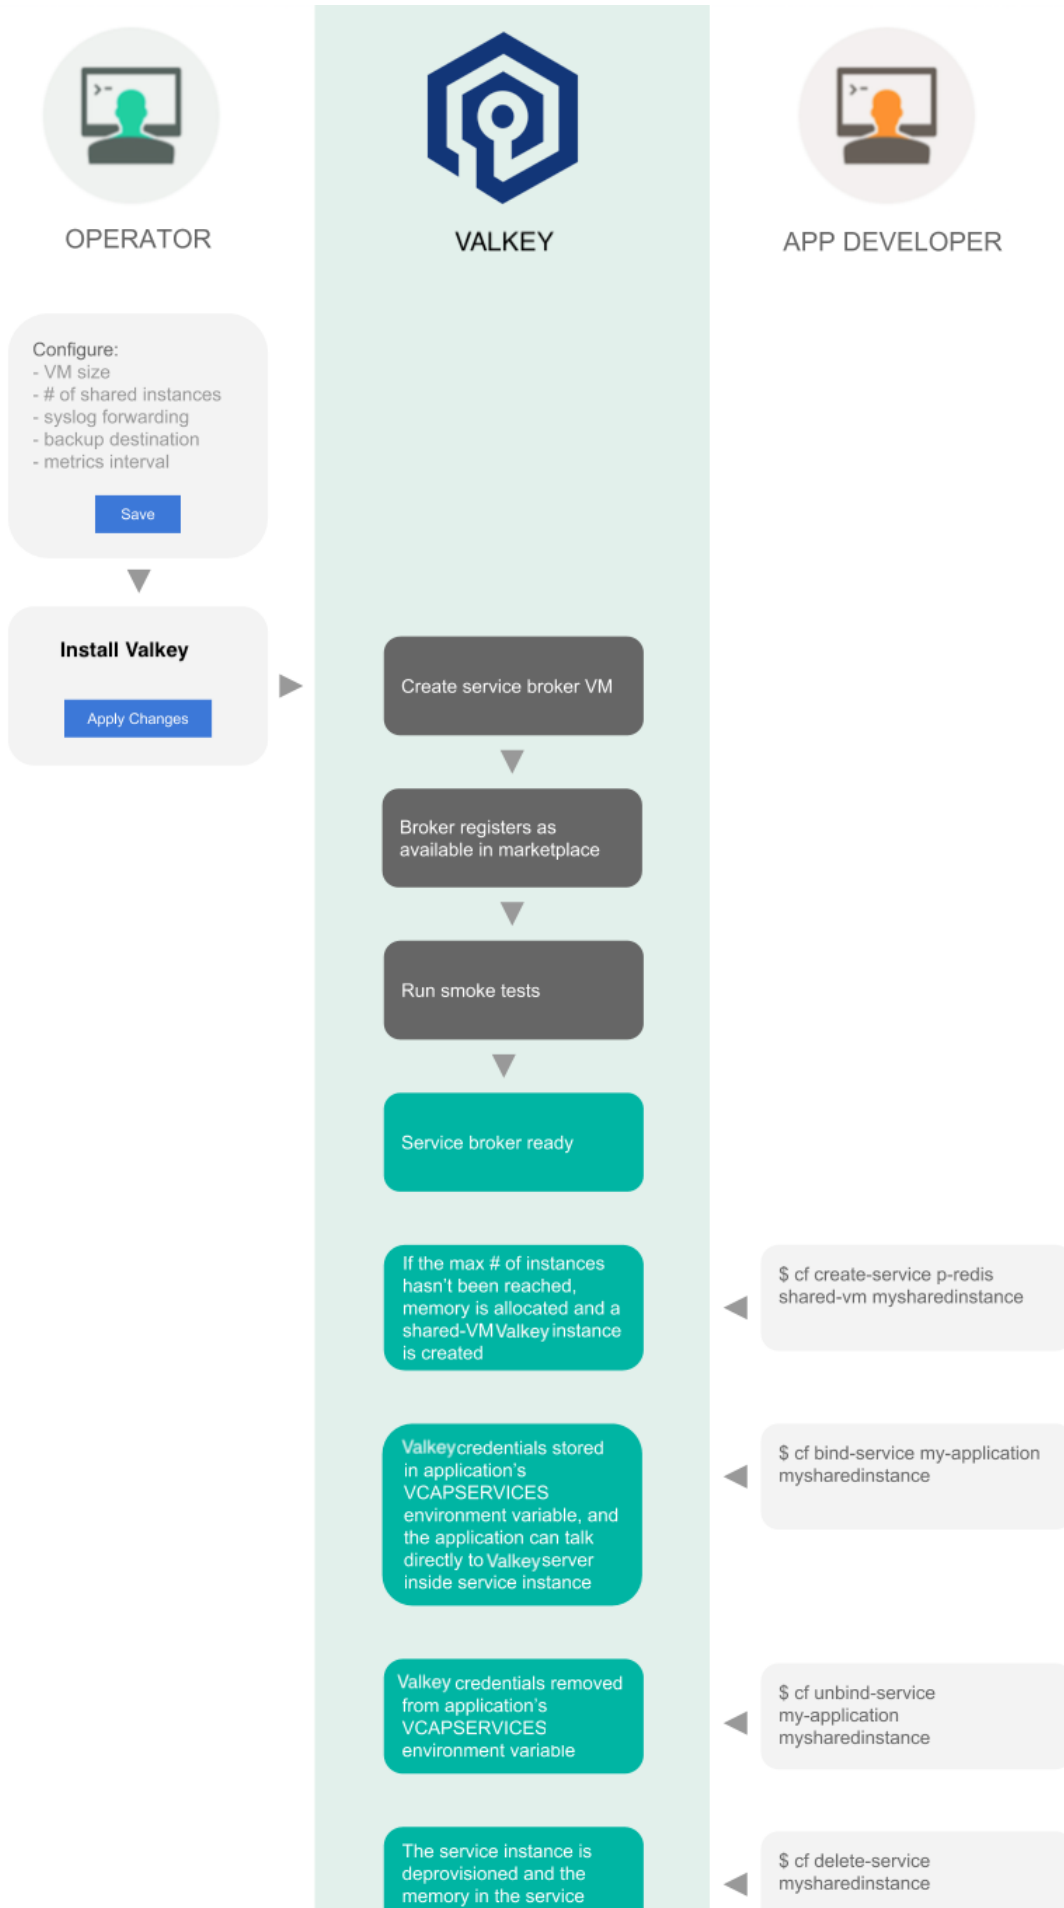 OPERATOR
VALKEY
APP DEVELOPER
Configure:
- VM size
- # of shared instances
- syslog forwarding
- backup destination
- metrics interval
Save
Install Valkey
Apply Changes
Create service broker VM
Broker registers as
available in marketplace
Run smoke tests
Service broker ready
If the max # of instances
hasn't been reached,
memory is allocated and a
shared-VM Valkey instance
is created
$ cf create-service p-redis
shared-vm mysharedinstance
Valkey credentials stored
in application's
VCAPSERVICES
environment variable, and
the application can talk
directly to Valkey server
inside service instance
$ cf bind-service my-application
mysharedinstance
Valkey credentials removed
from application's
VCAPSERVICES
environment variable
$ cf unbind-service
my-application
mysharedinstance
The service instance is
deprovisioned and the
memory in the service
$ cf delete-service
mysharedinstance